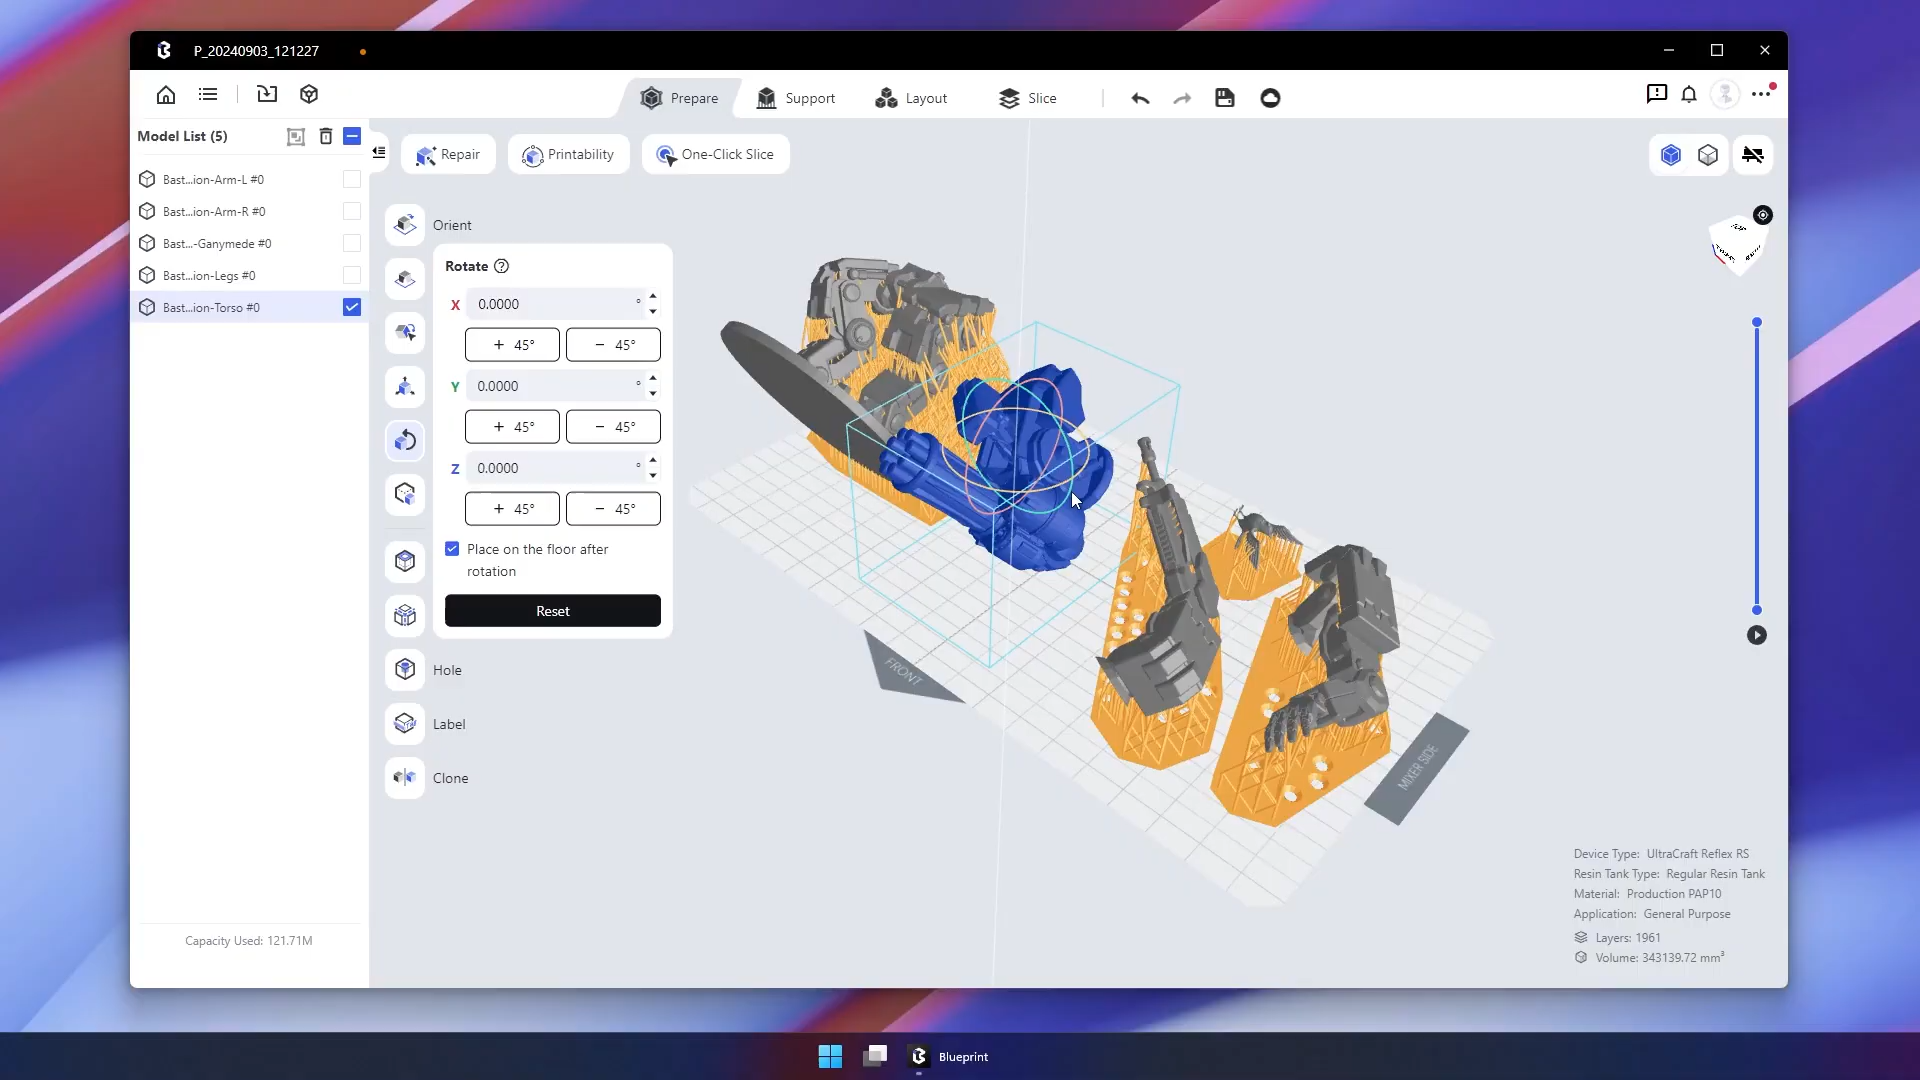 P_20240903_121227
Prepare
Support
Layout
Slice
Model List (5)
Bast...ion-Arm-L #0
Bast...ion-Arm-R #0
Bast...-Ganymede #0
Bast...ion-Legs #0
Bast...ion-Torso #0
Capacity Used: 121.71M
Repair
Printability
One-Click Slice
Orient
Rotate ?
X 0.0000 °
+ 45° − 45°
Y 0.0000 °
+ 45° − 45°
Z 0.0000 °
+ 45° − 45°
Place on the floor after
rotation
Reset
Hole
Label
Clone
FRONT
MIXER SIDE
Device Type: UltraCraft Reflex RS
Resin Tank Type: Regular Resin Tank
Material: Production PAP10
Application: General Purpose
Layers: 1961
Volume: 343139.72 mm³
Blueprint